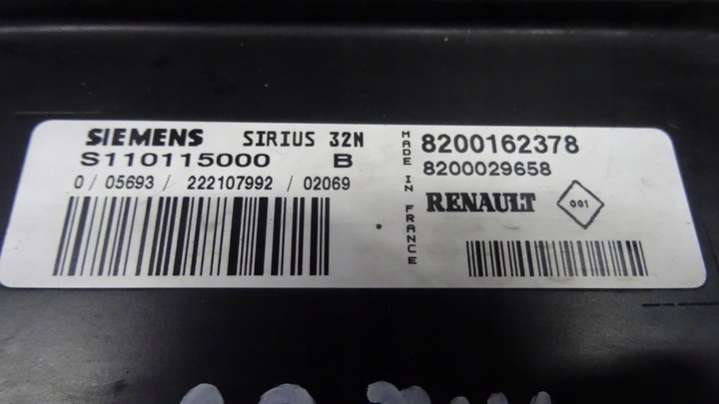 SIEMENS SIRIUS 32N
S110115000 B
0 / 05693 / 222107992 / 02069
MADE IN FRANCE
8200162378
8200029658
RENAULT 001